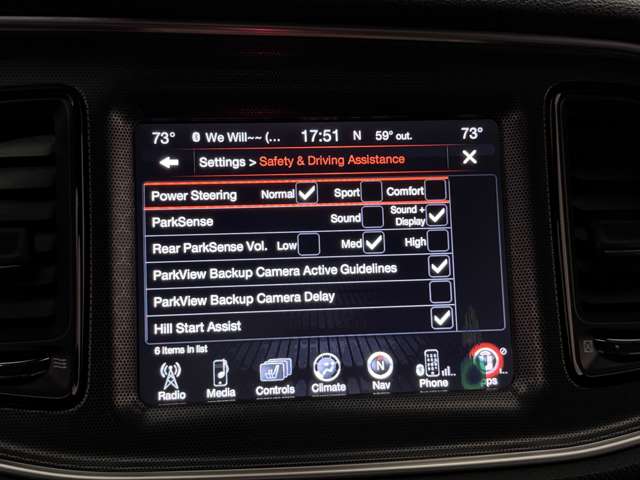 73° We Will~~ (... 17:51 N 59° out. 73°
Settings > Safety & Driving Assistance
Power Steering Normal Sport Comfort
ParkSense Sound Sound + Display
Rear ParkSense Vol. Low Med High
ParkView Backup Camera Active Guidelines
ParkView Backup Camera Delay
Hill Start Assist
6 items in list
Radio Media Controls Climate Nav Phone